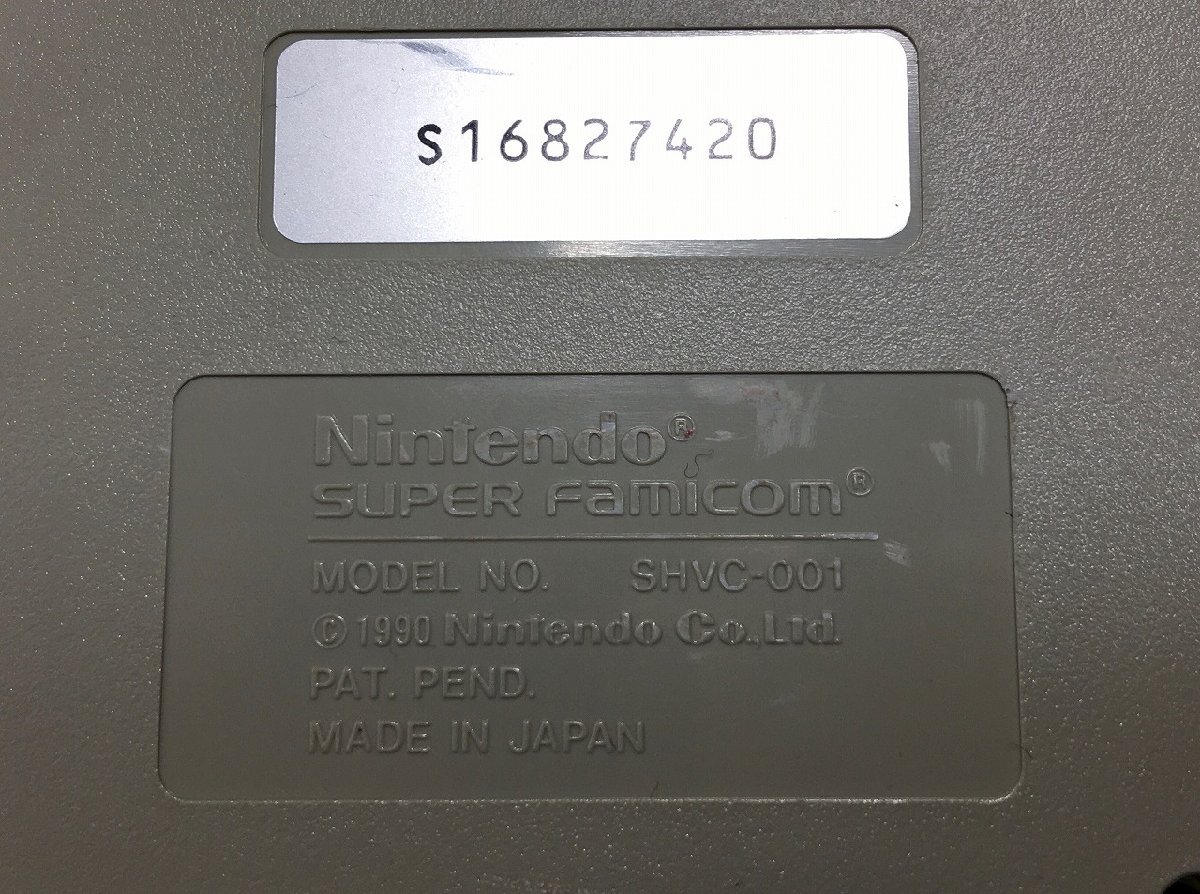 S16827420
Nintendo®
SUPER FAMICOM®
MODEL NO. SHVC-001
© 1990 Nintendo Co.,Ltd.
PAT. PEND.
MADE IN JAPAN